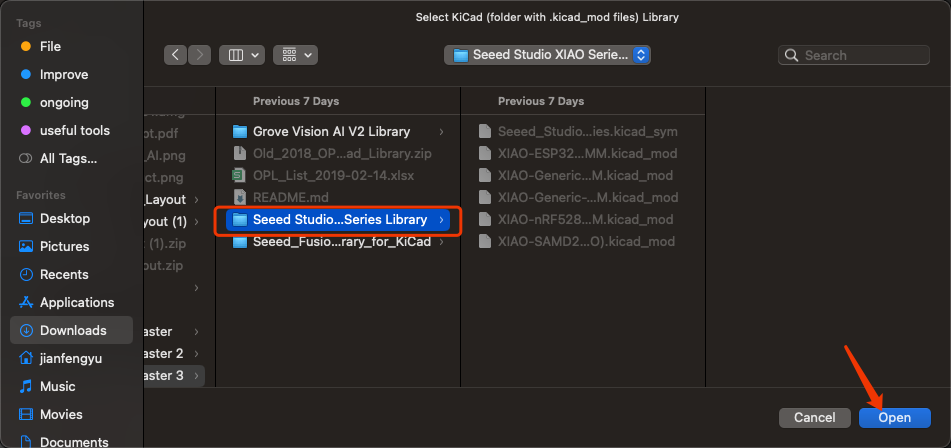 Select KiCad (folder with .kicad_mod files) Library
Tags
File
Improve
ongoing
useful tools
All Tags...
Favorites
Desktop
Pictures
Recents
Applications
Downloads
jianfengyu
Music
Movies
Documents
Seeed Studio XIAO Serie...
Search
pt.pdf
_AI.png
ct.png
_Layout
yout (1)
t (1).zip
out.zip
aster
aster 2
aster 3
Previous 7 Days
Grove Vision AI V2 Library
Old_2018_OP...ad_Library.zip
OPL_List_2019-02-14.xlsx
README.md
Seeed Studio...Series Library
Seeed_Fusio...rary_for_KiCad
Previous 7 Days
Seeed_Studio...ies.kicad_sym
XIAO-ESP32...MM.kicad_mod
XIAO-Generic...M.kicad_mod
XIAO-Generic-...M.kicad_mod
XIAO-nRF528...M.kicad_mod
XIAO-SAMD2...O).kicad_mod
Cancel
Open